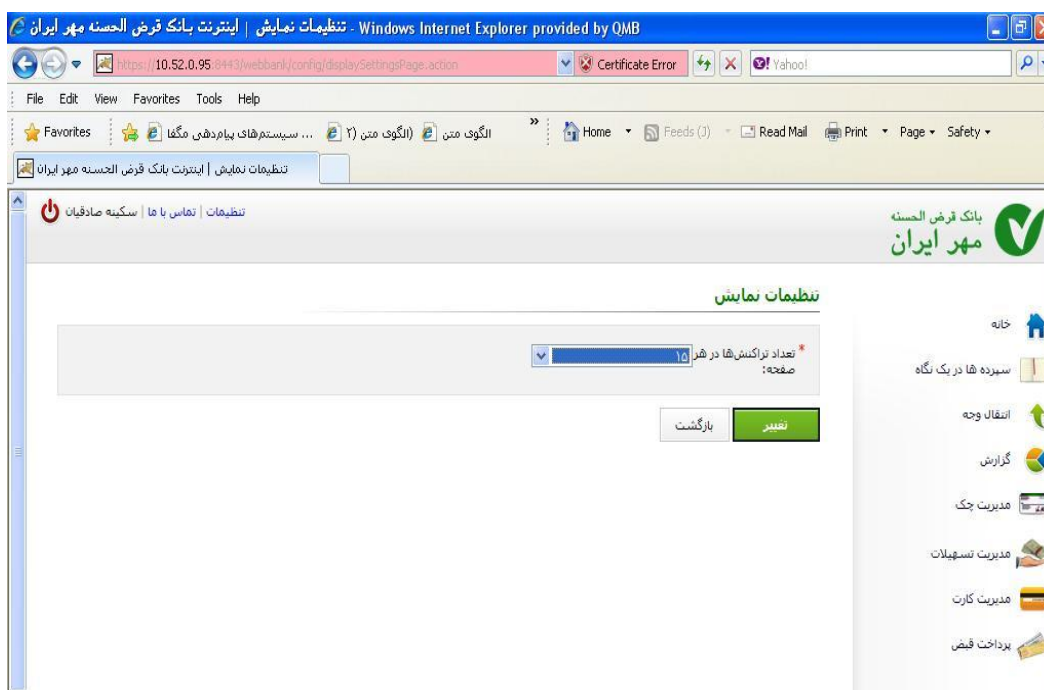 تنظیمات نمایش | اینترنت بانک قرض الحسنه مهر ایران - Windows Internet Explorer provided by QMB
https://10.52.0.95:8443/webbank/config/displaySettingsPage.action
Certificate Error
Yahoo!
File Edit View Favorites Tools Help
Favorites
سیستم‌های پیام‌دهی مگفا ...
الگوی متن (۲)
الگوی متن
»
Home
Feeds (J)
Read Mail
Print
Page
Safety
تنظیمات نمایش | اینترنت بانک قرض الحسنه مهر ایران
تنظیمات | تماس با ما | سکینه صادقیان
بانک قرض الحسنه
مهر ایران
تنظیمات نمایش
* تعداد تراکنش‌ها در هر
صفحه:
۱۵
تغییر
بازگشت
خانه
سپرده ها در یک نگاه
انتقال وجه
گزارش
مدیریت چک
مدیریت تسهیلات
مدیریت کارت
پرداخت قبض